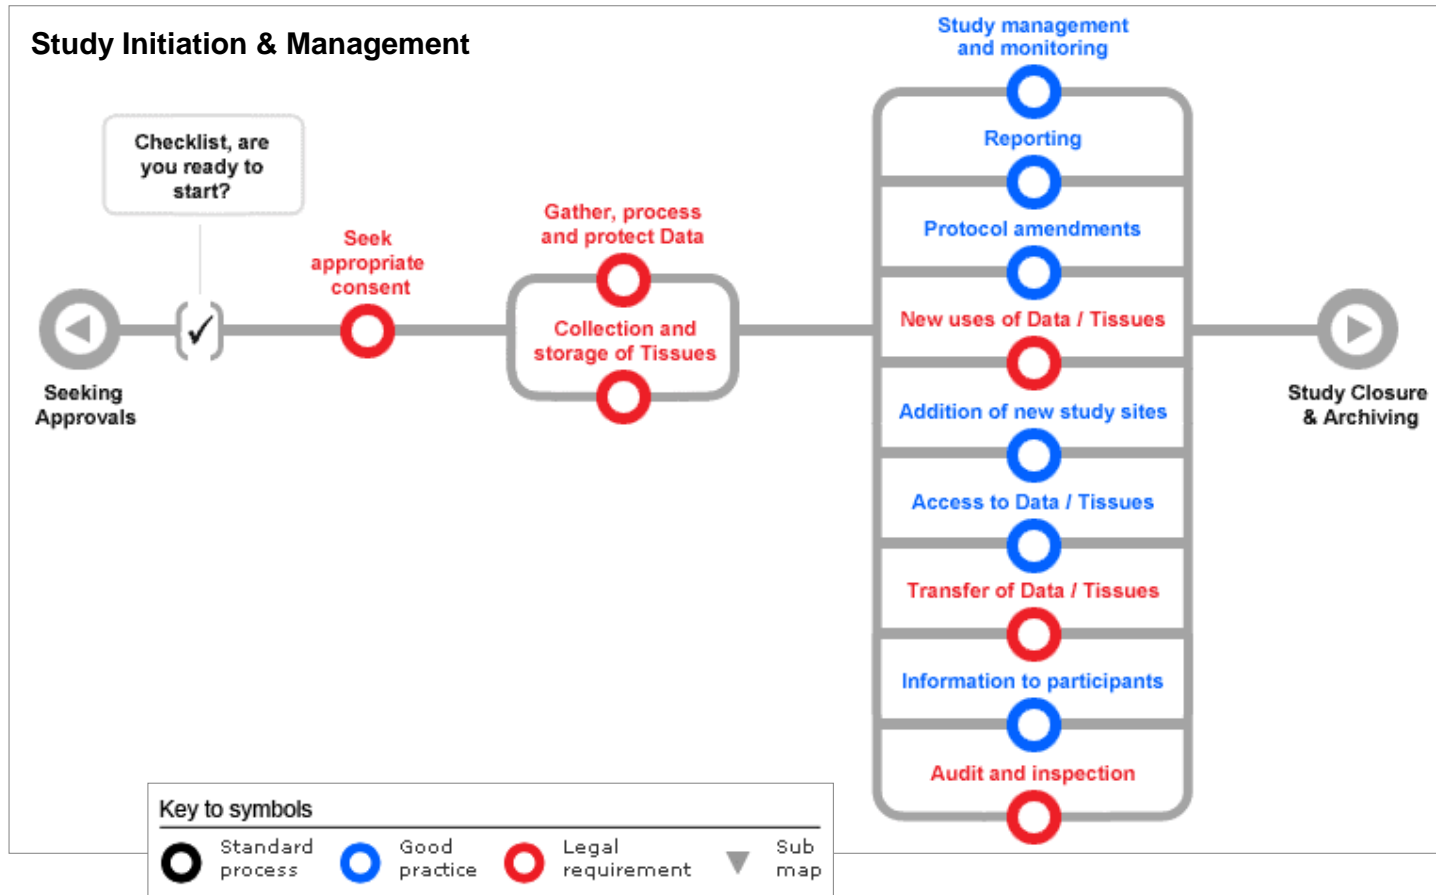 Study Initiation & Management
Checklist, are
you ready to
start?
Seeking
Approvals
Seek
appropriate
consent
Gather, process
and protect Data
Collection and
storage of Tissues
Study management
and monitoring
Reporting
Protocol amendments
New uses of Data / Tissues
Addition of new study sites
Access to Data / Tissues
Transfer of Data / Tissues
Information to participants
Audit and inspection
Study Closure
& Archiving
Key to symbols
Standard
process
Good
practice
Legal
requirement
Sub
map